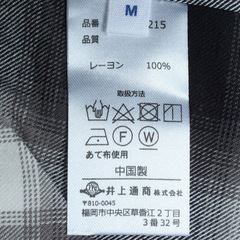 M
品番 215
品質
レーヨン 100%
取扱方法
P W
あて布使用
中国製
井上通商株式会社
〒810-0045
福岡市中央区草香江2丁目
3番32号